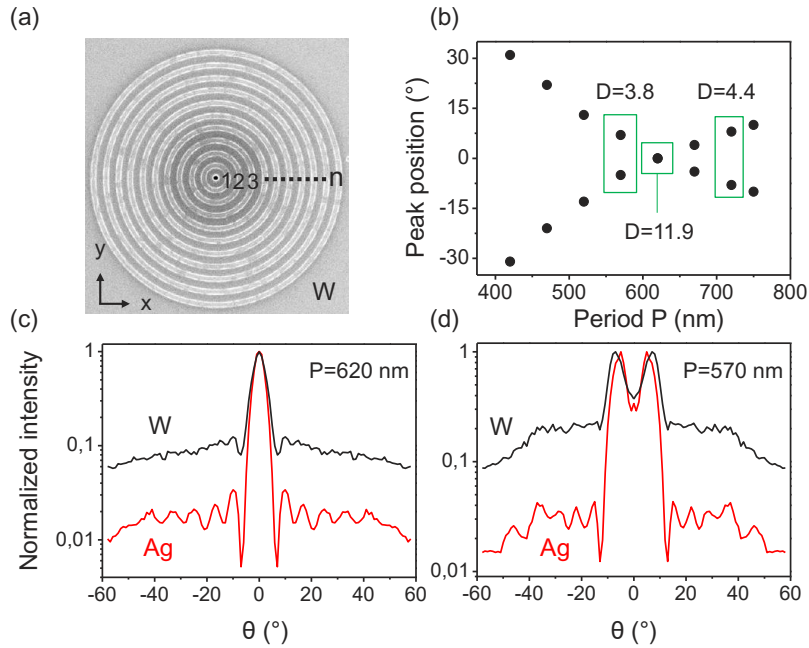 (a)
123
n
y
x
W
(b)
30
15
0
-15
-30
Peak position (°)
D=3.8
D=4.4
D=11.9
400
500
600
700
800
Period P (nm)
(c)
1
0,1
0,01
Normalized intensity
P=620 nm
W
Ag
-60
-40
-20
0
20
40
60
θ (°)
(d)
1
0,1
0,01
P=570 nm
W
Ag
-60
-40
-20
0
20
40
60
θ (°)